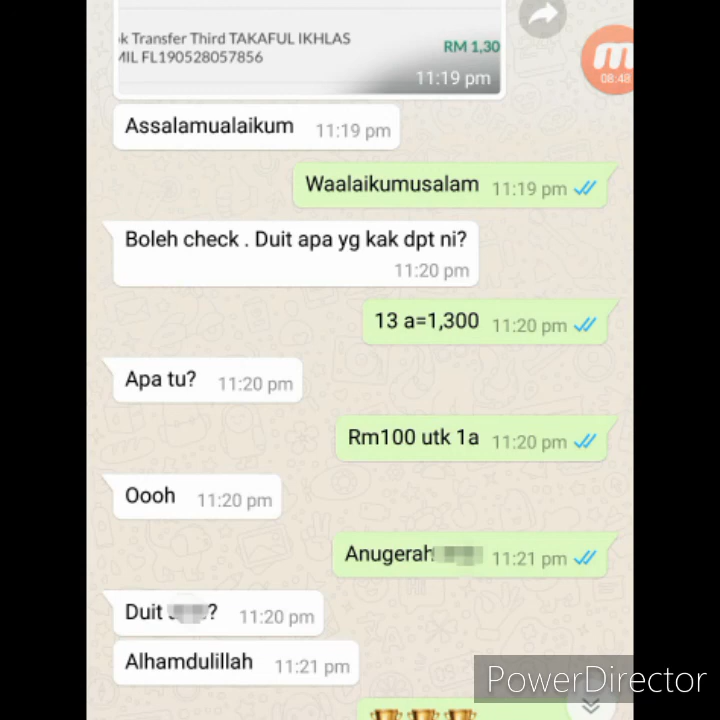 k Transfer Third TAKAFUL IKHLAS
MIL FL190528057856
RM 1,30
11:19 pm
08:48
Assalamualaikum 11:19 pm
Waalaikumusalam 11:19 pm
Boleh check . Duit apa yg kak dpt ni?
11:20 pm
13 a=1,300 11:20 pm
Apa tu? 11:20 pm
Rm100 utk 1a 11:20 pm
Oooh 11:20 pm
Anugerah 11:21 pm
Duit ? 11:20 pm
Alhamdulillah 11:21 pm
PowerDirector